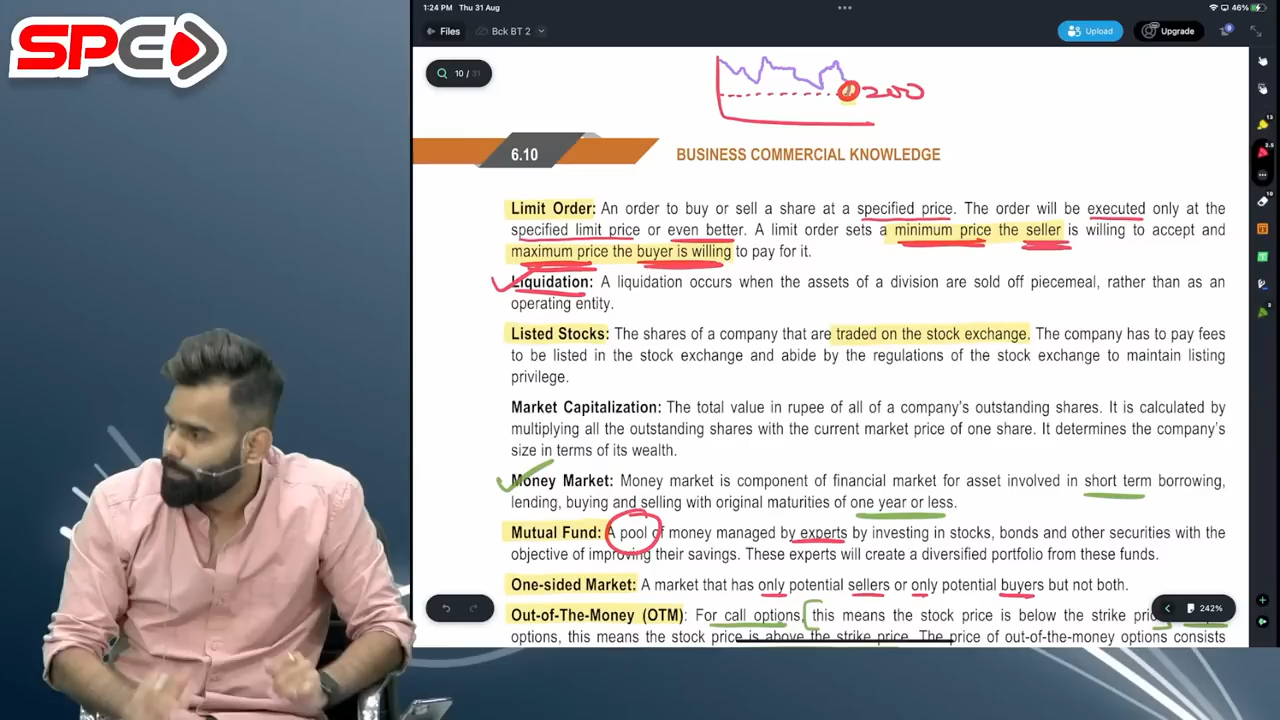 SPC
1:24 PM Thu 31 Aug
46%
Files
Bck BT 2
Upload
Upgrade
10 / 31
200
6.10
BUSINESS COMMERCIAL KNOWLEDGE
Limit Order: An order to buy or sell a share at a specified price. The order will be executed only at the
specified limit price or even better. A limit order sets a minimum price the seller is willing to accept and
maximum price the buyer is willing to pay for it.
Liquidation: A liquidation occurs when the assets of a division are sold off piecemeal, rather than as an
operating entity.
Listed Stocks: The shares of a company that are traded on the stock exchange. The company has to pay fees
to be listed in the stock exchange and abide by the regulations of the stock exchange to maintain listing
privilege.
Market Capitalization: The total value in rupee of all of a company's outstanding shares. It is calculated by
multiplying all the outstanding shares with the current market price of one share. It determines the company's
size in terms of its wealth.
Money Market: Money market is component of financial market for asset involved in short term borrowing,
lending, buying and selling with original maturities of one year or less.
Mutual Fund: A pool of money managed by experts by investing in stocks, bonds and other securities with the
objective of improving their savings. These experts will create a diversified portfolio from these funds.
One-sided Market: A market that has only potential sellers or only potential buyers but not both.
Out-of-The-Money (OTM): For call options, this means the stock price is below the strike
242%
options, this means the stock price is above the strike price. The price of out-of-the-money options consists